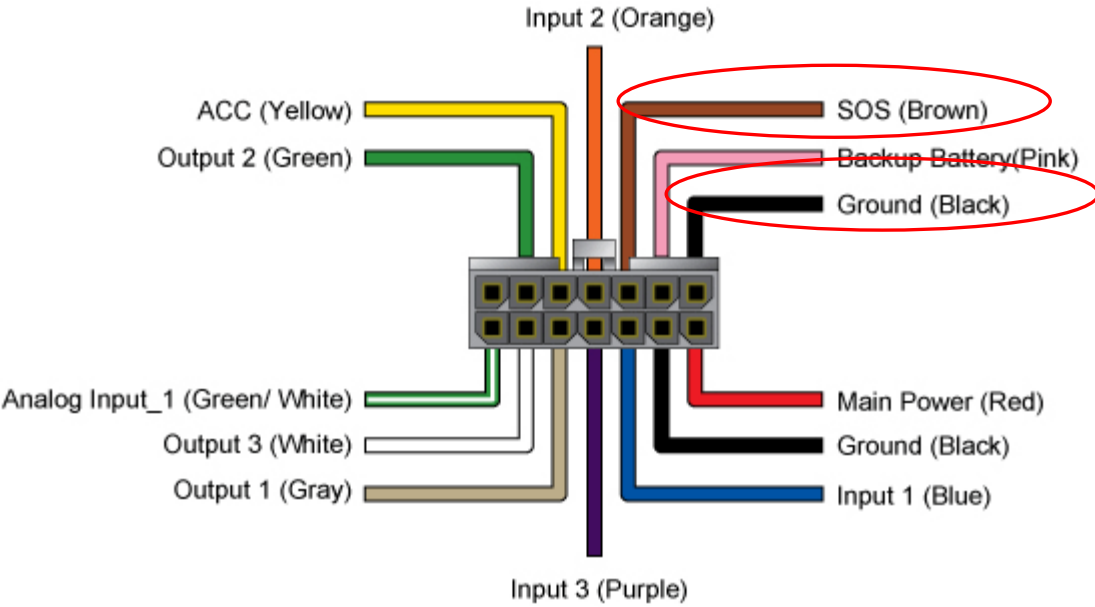 Input 2 (Orange)
ACC (Yellow)
SOS (Brown)
Output 2 (Green)
Backup Battery(Pink)
Ground (Black)
Analog Input_1 (Green/ White)
Main Power (Red)
Output 3 (White)
Ground (Black)
Output 1 (Gray)
Input 1 (Blue)
Input 3 (Purple)